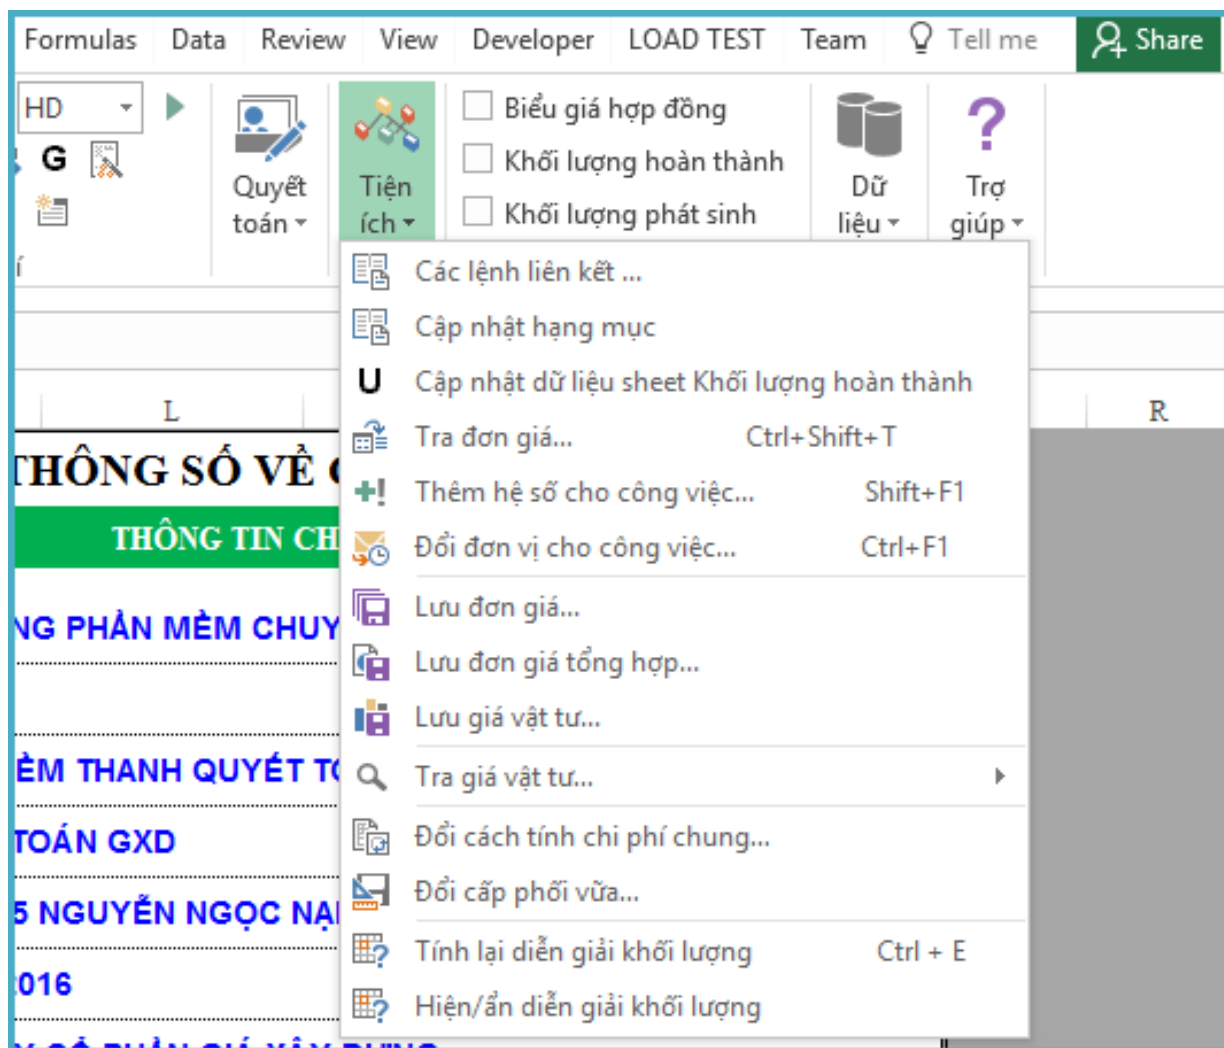 Formulas Data Review View Developer LOAD TEST Team Tell me Share
HD
Biểu giá hợp đồng
G
Khối lượng hoàn thành
Khối lượng phát sinh
Quyết toán
Tiện ích
Dữ liệu
Trợ giúp
Các lệnh liên kết ...
Cập nhật hạng mục
U Cập nhật dữ liệu sheet Khối lượng hoàn thành
L R
Tra đơn giá... Ctrl+Shift+T
THÔNG SỐ VỀ
Thêm hệ số cho công việc... Shift+F1
THÔNG TIN CH
Đổi đơn vị cho công việc... Ctrl+F1
Lưu đơn giá...
NG PHẦN MỀM CHUY
Lưu đơn giá tổng hợp...
Lưu giá vật tư...
ỀM THANH QUYẾT T
Tra giá vật tư...
TOÁN GXD
Đổi cách tính chi phí chung...
Đổi cấp phối vữa...
5 NGUYỄN NGỌC NẠ
Tính lại diễn giải khối lượng Ctrl + E
2016
Hiện/ẩn diễn giải khối lượng